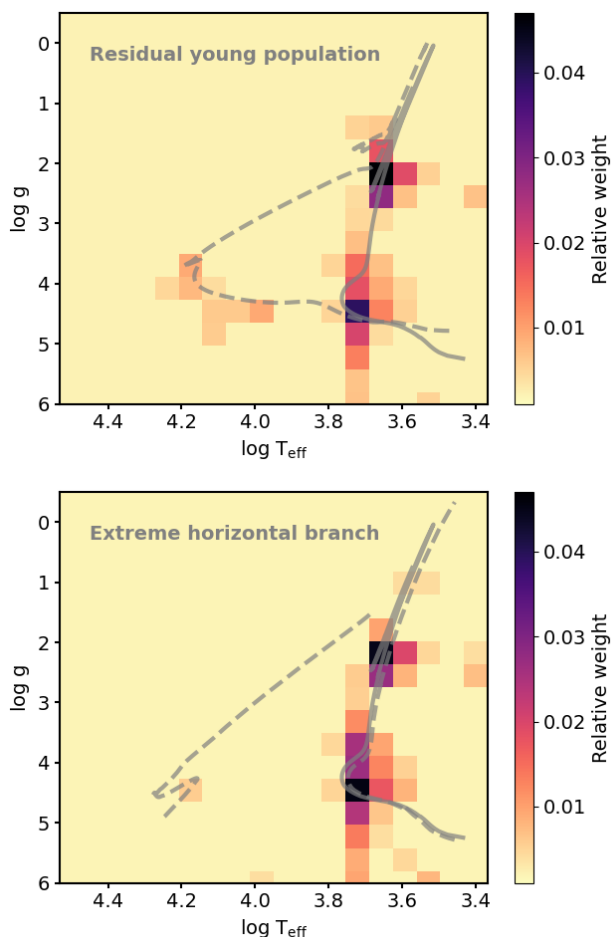 Residual young population
0
1
2
3
4
5
6
log g
4.4 4.2 4.0 3.8 3.6 3.4
log T_eff
0.04
0.03
0.02
0.01
Relative weight
Extreme horizontal branch
0
1
2
3
4
5
6
log g
4.4 4.2 4.0 3.8 3.6 3.4
log T_eff
0.04
0.03
0.02
0.01
Relative weight